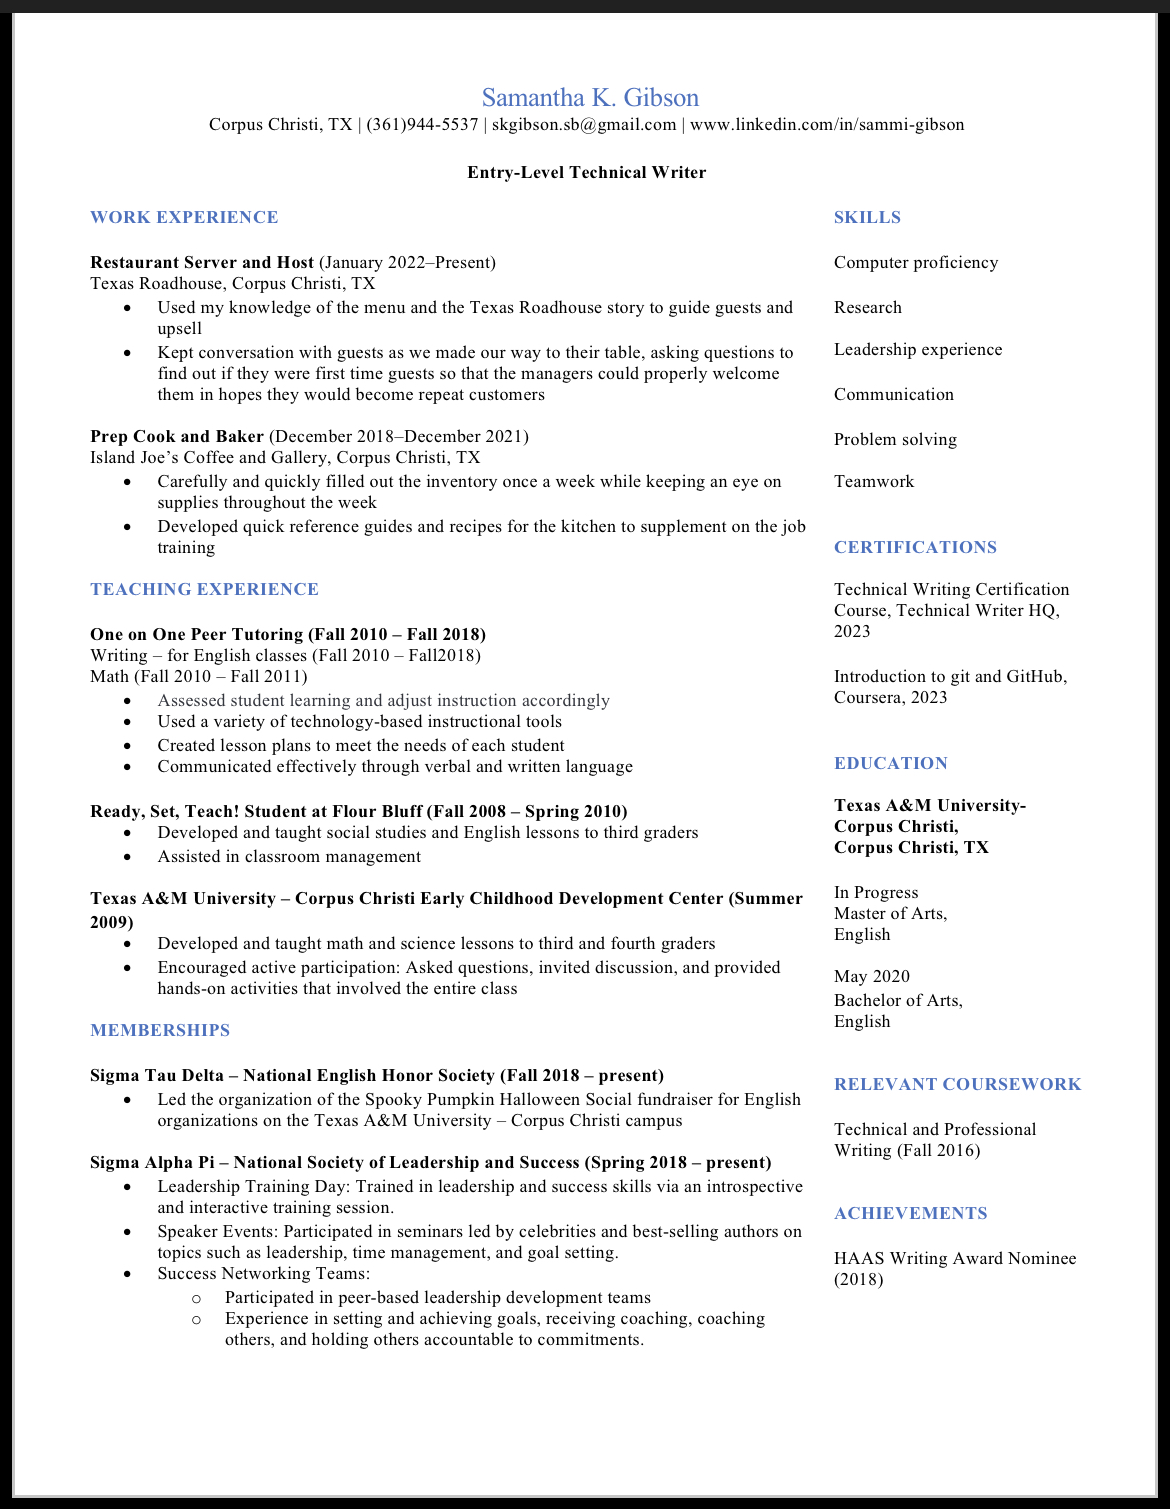 Samantha K. Gibson
Corpus Christi, TX | (361)944-5537 | skgibson.sb@gmail.com | www.linkedin.com/in/sammi-gibson
Entry-Level Technical Writer
WORK EXPERIENCE
Restaurant Server and Host (January 2022–Present)
Texas Roadhouse, Corpus Christi, TX
• Used my knowledge of the menu and the Texas Roadhouse story to guide guests and
upsell
• Kept conversation with guests as we made our way to their table, asking questions to
find out if they were first time guests so that the managers could properly welcome
them in hopes they would become repeat customers
Prep Cook and Baker (December 2018–December 2021)
Island Joe’s Coffee and Gallery, Corpus Christi, TX
• Carefully and quickly filled out the inventory once a week while keeping an eye on
supplies throughout the week
• Developed quick reference guides and recipes for the kitchen to supplement on the job
training
TEACHING EXPERIENCE
One on One Peer Tutoring (Fall 2010 – Fall 2018)
Writing – for English classes (Fall 2010 – Fall2018)
Math (Fall 2010 – Fall 2011)
• Assessed student learning and adjust instruction accordingly
• Used a variety of technology-based instructional tools
• Created lesson plans to meet the needs of each student
• Communicated effectively through verbal and written language
Ready, Set, Teach! Student at Flour Bluff (Fall 2008 – Spring 2010)
• Developed and taught social studies and English lessons to third graders
• Assisted in classroom management
Texas A&M University – Corpus Christi Early Childhood Development Center (Summer
2009)
• Developed and taught math and science lessons to third and fourth graders
• Encouraged active participation: Asked questions, invited discussion, and provided
hands-on activities that involved the entire class
MEMBERSHIPS
Sigma Tau Delta – National English Honor Society (Fall 2018 – present)
• Led the organization of the Spooky Pumpkin Halloween Social fundraiser for English
organizations on the Texas A&M University – Corpus Christi campus
Sigma Alpha Pi – National Society of Leadership and Success (Spring 2018 – present)
• Leadership Training Day: Trained in leadership and success skills via an introspective
and interactive training session.
• Speaker Events: Participated in seminars led by celebrities and best-selling authors on
topics such as leadership, time management, and goal setting.
• Success Networking Teams:
o Participated in peer-based leadership development teams
o Experience in setting and achieving goals, receiving coaching, coaching
others, and holding others accountable to commitments.
SKILLS
Computer proficiency
Research
Leadership experience
Communication
Problem solving
Teamwork
CERTIFICATIONS
Technical Writing Certification
Course, Technical Writer HQ,
2023
Introduction to git and GitHub,
Coursera, 2023
EDUCATION
Texas A&M University-
Corpus Christi,
Corpus Christi, TX
In Progress
Master of Arts,
English
May 2020
Bachelor of Arts,
English
RELEVANT COURSEWORK
Technical and Professional
Writing (Fall 2016)
ACHIEVEMENTS
HAAS Writing Award Nominee
(2018)